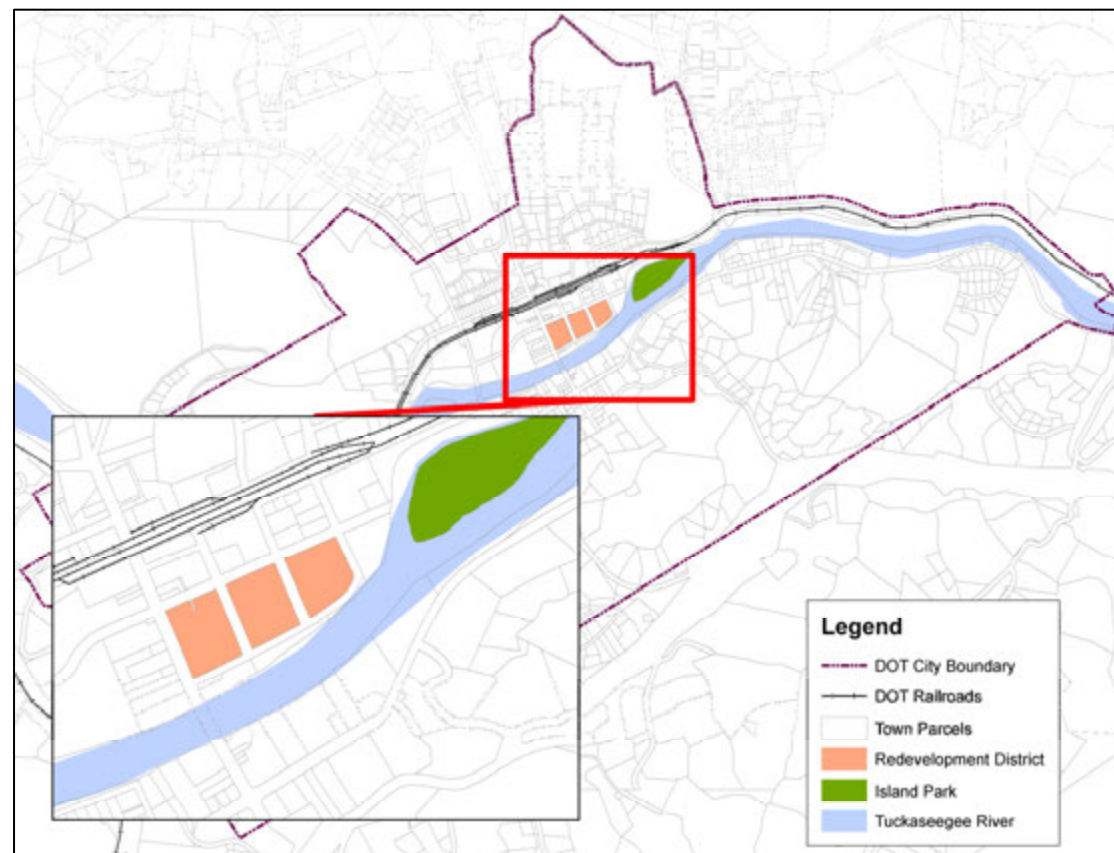 Legend
DOT City Boundary
DOT Railroads
Town Parcels
Redevelopment District
Island Park
Tuckaseegee River